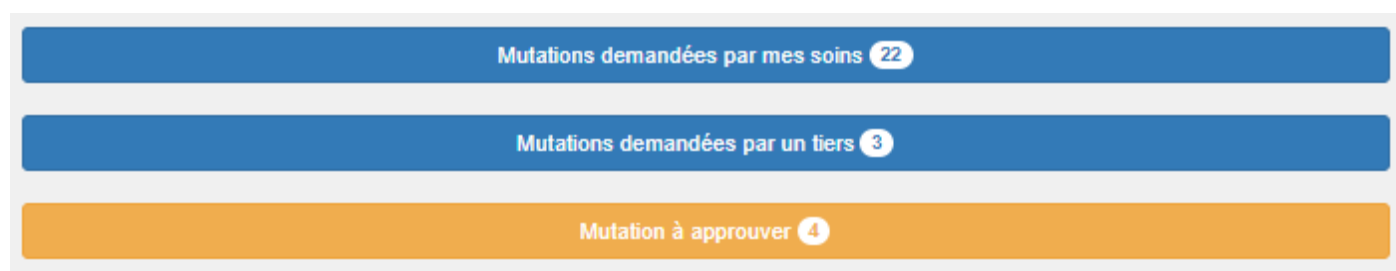 Mutations demandées par mes soins 22
Mutations demandées par un tiers 3
Mutation à approuver 4